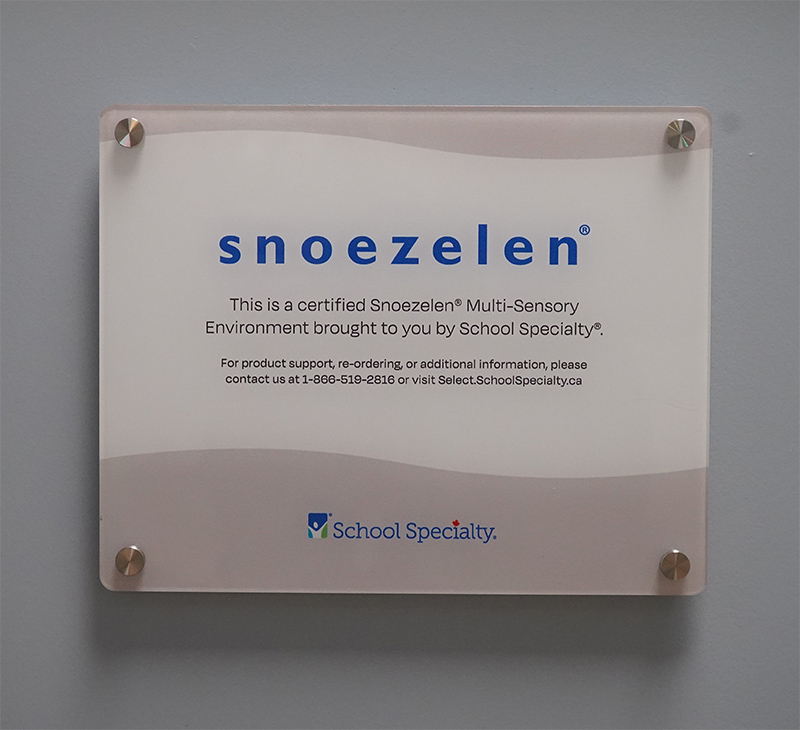 snoezelen®
This is a certified Snoezelen® Multi-Sensory
Environment brought to you by School Specialty®.
For product support, re-ordering, or additional information, please
contact us at 1-866-519-2816 or visit Select.SchoolSpecialty.ca
School Specialty®